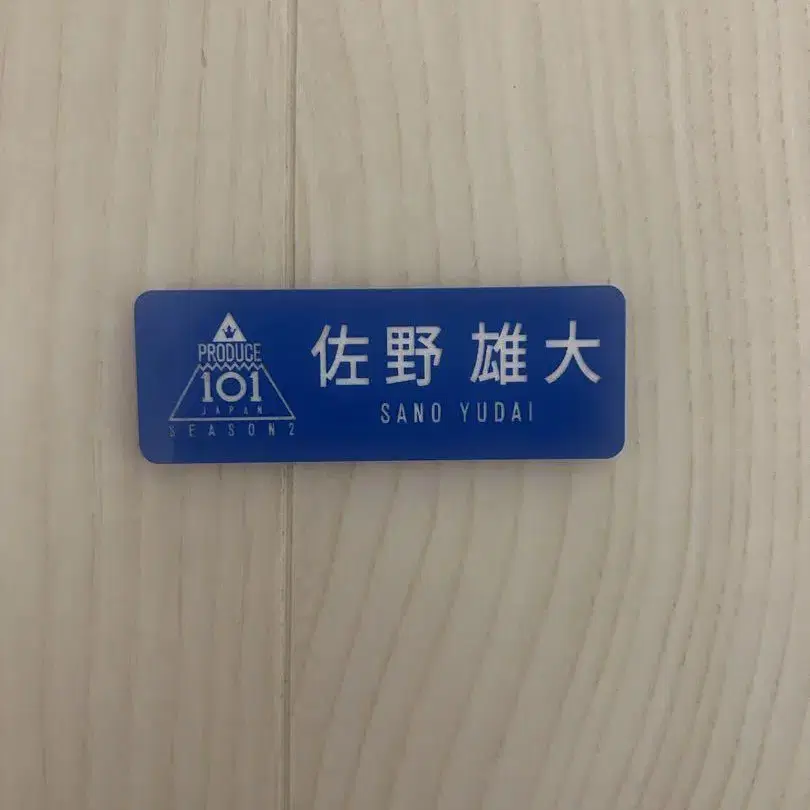 PRODUCE
101
JAPAN
SEASON2
佐野 雄大
SANO YUDAI